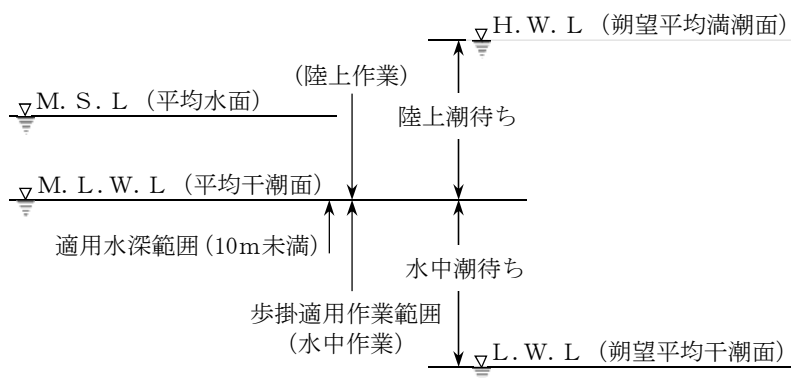 H.W.L (朔望平均満潮面)
(陸上作業)
M.S.L (平均水面)
陸上潮待ち
M.L.W.L (平均干潮面)
適用水深範囲(10m未満)
水中潮待ち
歩掛適用作業範囲
(水中作業)
L.W.L (朔望平均干潮面)